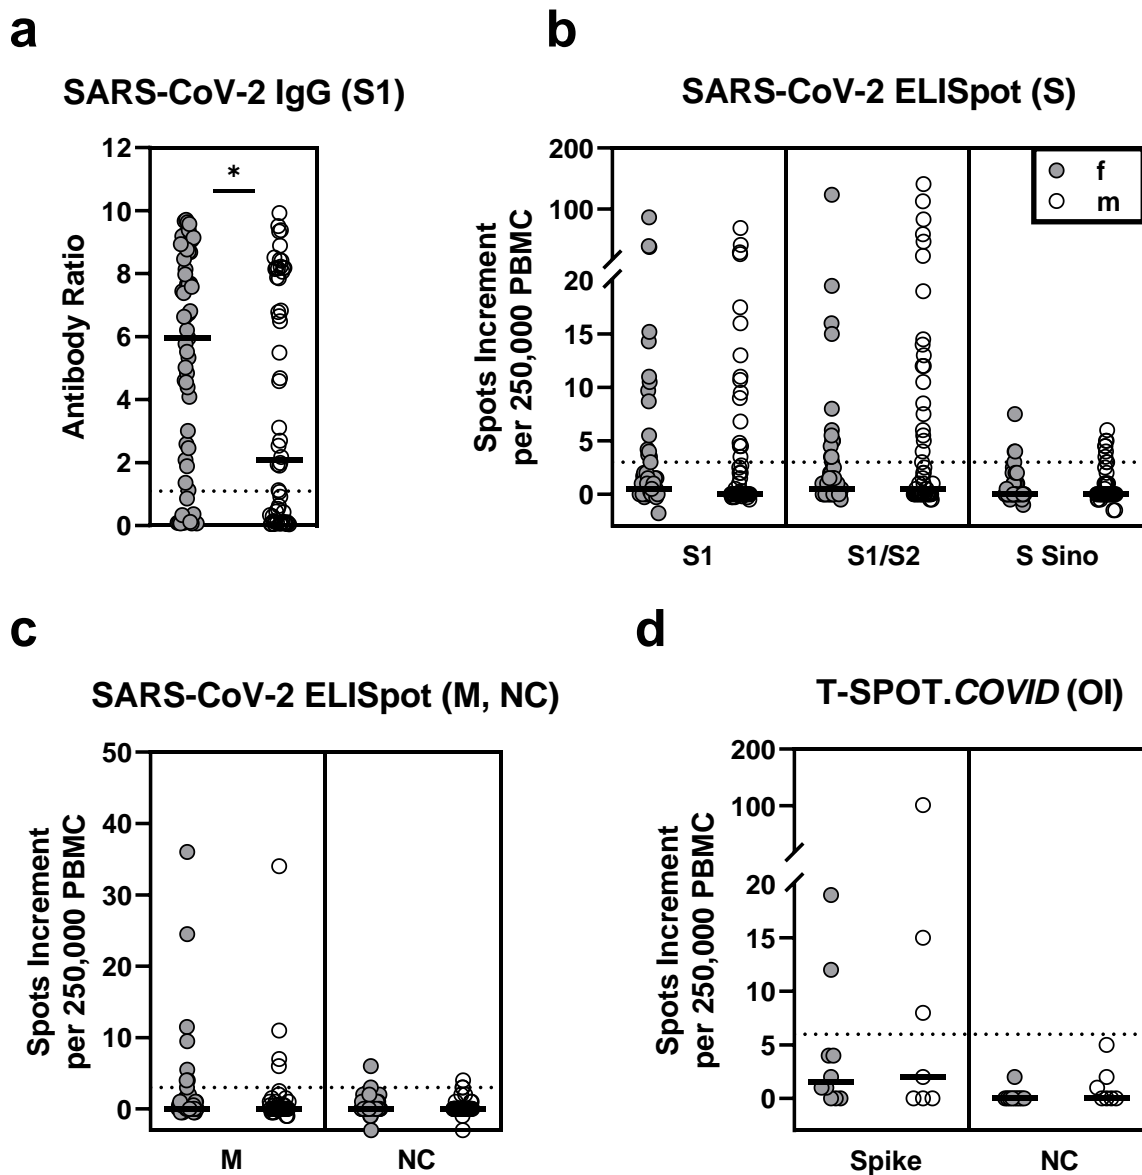 a
SARS-CoV-2 IgG (S1)
Antibody Ratio
12
10
8
6
4
2
0
*
b
SARS-CoV-2 ELISpot (S)
Spots Increment
per 250,000 PBMC
200
100
20
15
10
5
0
f
m
S1
S1/S2
S Sino
c
SARS-CoV-2 ELISpot (M, NC)
Spots Increment
per 250,000 PBMC
50
40
30
20
10
0
M
NC
d
T-SPOT.COVID (OI)
Spots Increment
per 250,000 PBMC
200
100
20
15
10
5
0
Spike
NC